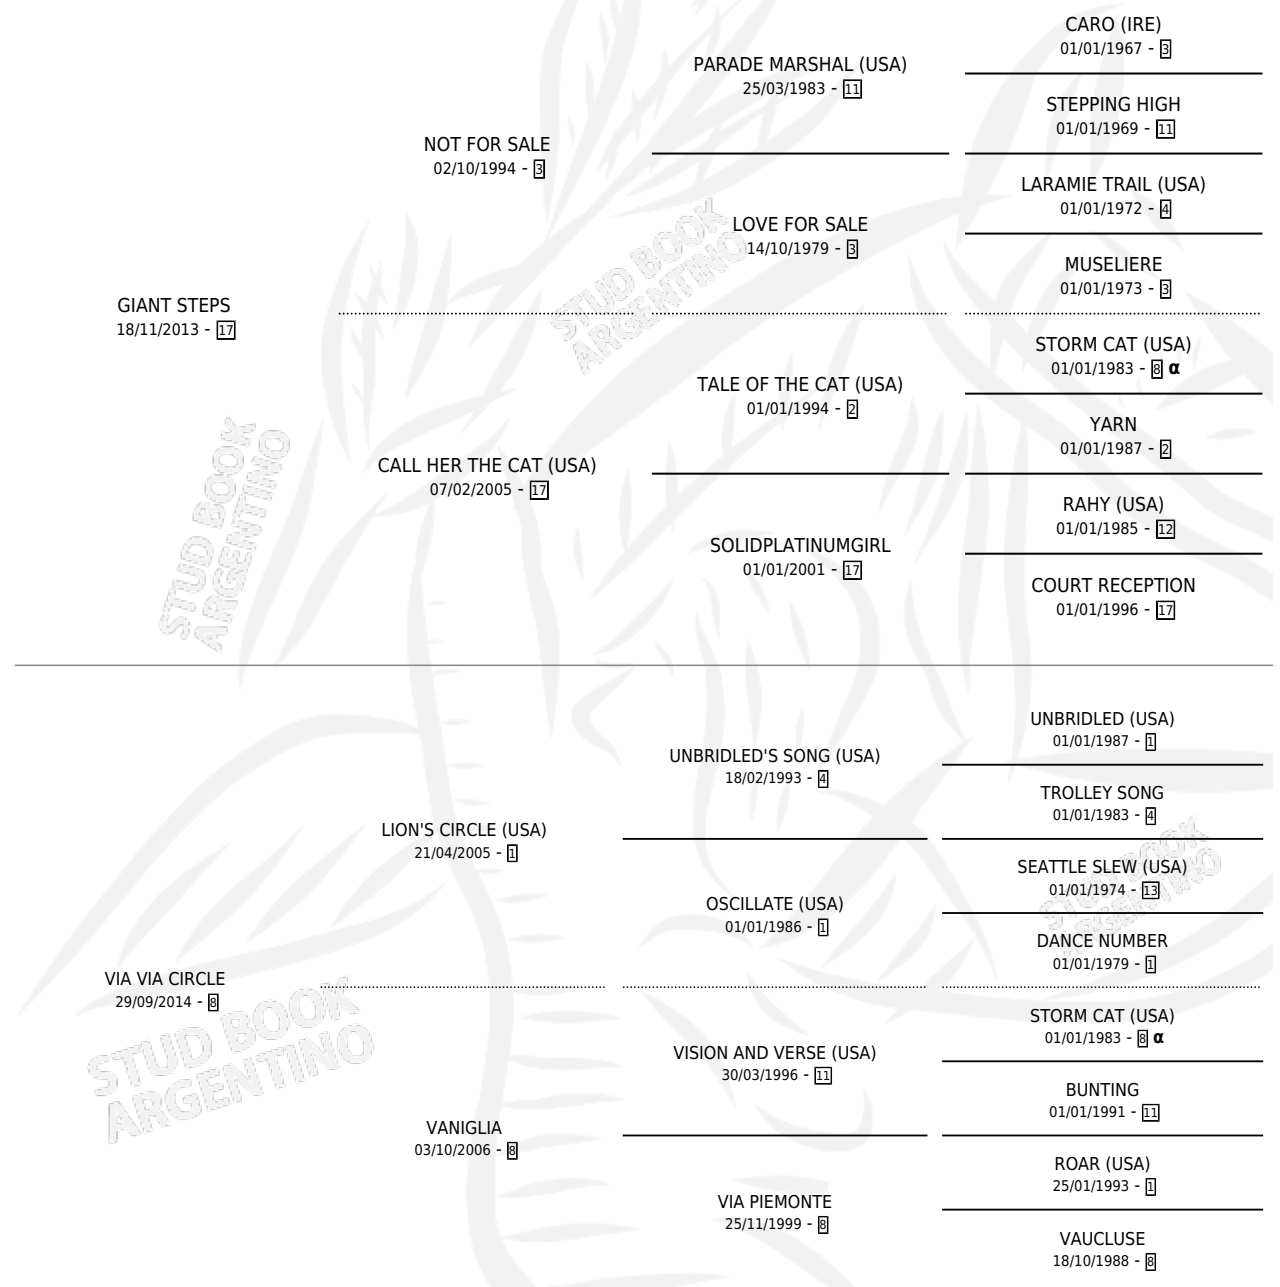 CARO (IRE)
01/01/1967 - 3
PARADE MARSHAL (USA)
25/03/1983 - 11
STEPPING HIGH
01/01/1969 - 11
NOT FOR SALE
02/10/1994 - 3
LARAMIE TRAIL (USA)
01/01/1972 - 4
LOVE FOR SALE
14/10/1979 - 3
MUSELIERE
01/01/1973 - 3
GIANT STEPS
18/11/2013 - 17
STORM CAT (USA)
01/01/1983 - 8 α
TALE OF THE CAT (USA)
01/01/1994 - 2
YARN
01/01/1987 - 2
CALL HER THE CAT (USA)
07/02/2005 - 17
RAHY (USA)
01/01/1985 - 12
SOLIDPLATINUMGIRL
01/01/2001 - 17
COURT RECEPTION
01/01/1996 - 17
UNBRIDLED (USA)
01/01/1987 - 1
UNBRIDLED'S SONG (USA)
18/02/1993 - 4
TROLLEY SONG
01/01/1983 - 4
LION'S CIRCLE (USA)
21/04/2005 - 1
SEATTLE SLEW (USA)
01/01/1974 - 13
OSCILLATE (USA)
01/01/1986 - 1
DANCE NUMBER
01/01/1979 - 1
VIA VIA CIRCLE
29/09/2014 - 8
STORM CAT (USA)
01/01/1983 - 8 α
VISION AND VERSE (USA)
30/03/1996 - 11
BUNTING
01/01/1991 - 11
VANIGLIA
03/10/2006 - 8
ROAR (USA)
25/01/1993 - 1
VIA PIEMONTE
25/11/1999 - 8
VAUCLUSE
18/10/1988 - 8
STUD BOOK
ARGENTINO
STUD BOOK
ARGENTINO
STUD BOOK
ARGENTINO
STUD BOOK
ARGENTINO